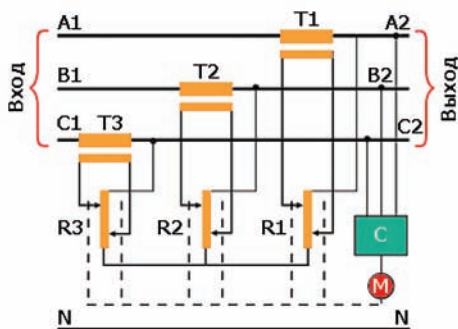 A1 T1 A2
B1 T2 B2
C1 T3 C2
Вход
Выход
R3 R2 R1
C
M
N N